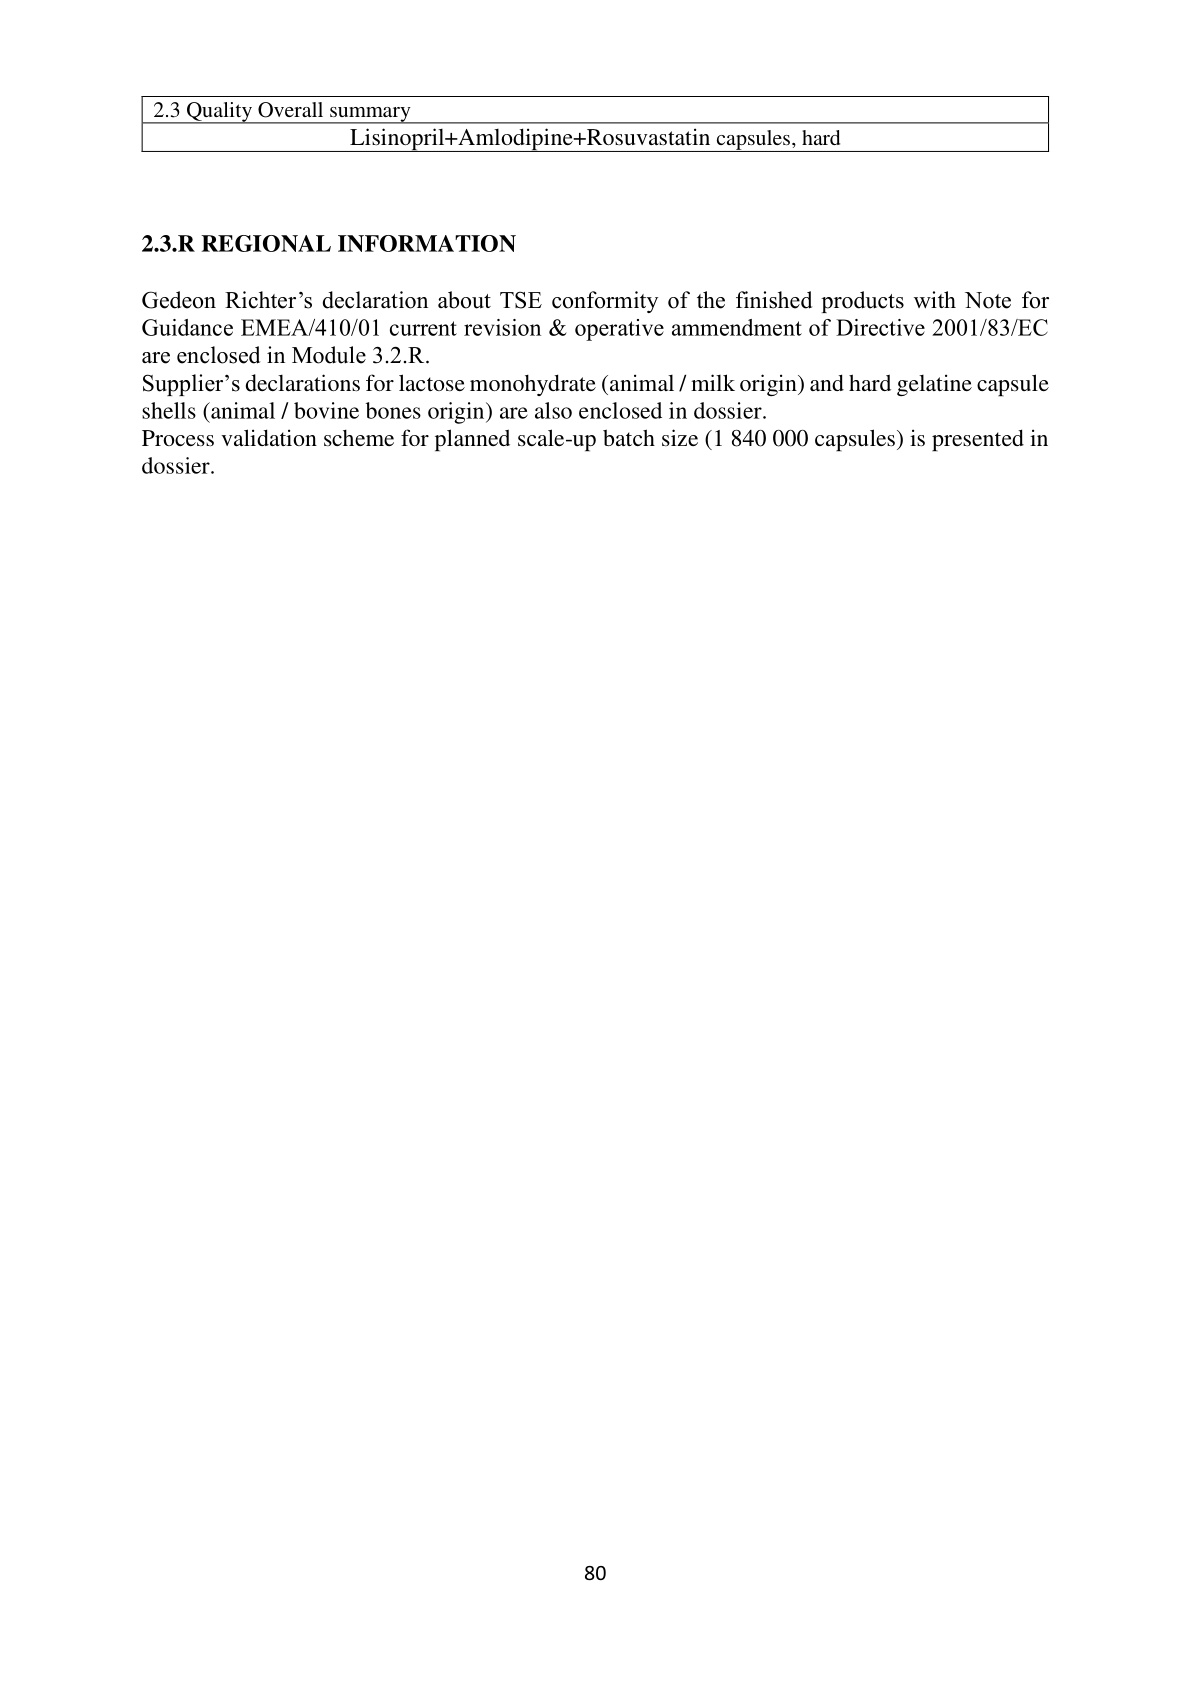 2.3 Quality Overall summary
Lisinopril+Amlodipine+Rosuvastatin capsules, hard
2.3.R REGIONAL INFORMATION
Gedeon Richter’s declaration about TSE conformity of the finished products with Note for
Guidance EMEA/410/01 current revision & operative ammendment of Directive 2001/83/EC
are enclosed in Module 3.2.R.
Supplier’s declarations for lactose monohydrate (animal / milk origin) and hard gelatine capsule
shells (animal / bovine bones origin) are also enclosed in dossier.
Process validation scheme for planned scale-up batch size (1 840 000 capsules) is presented in
dossier.
80